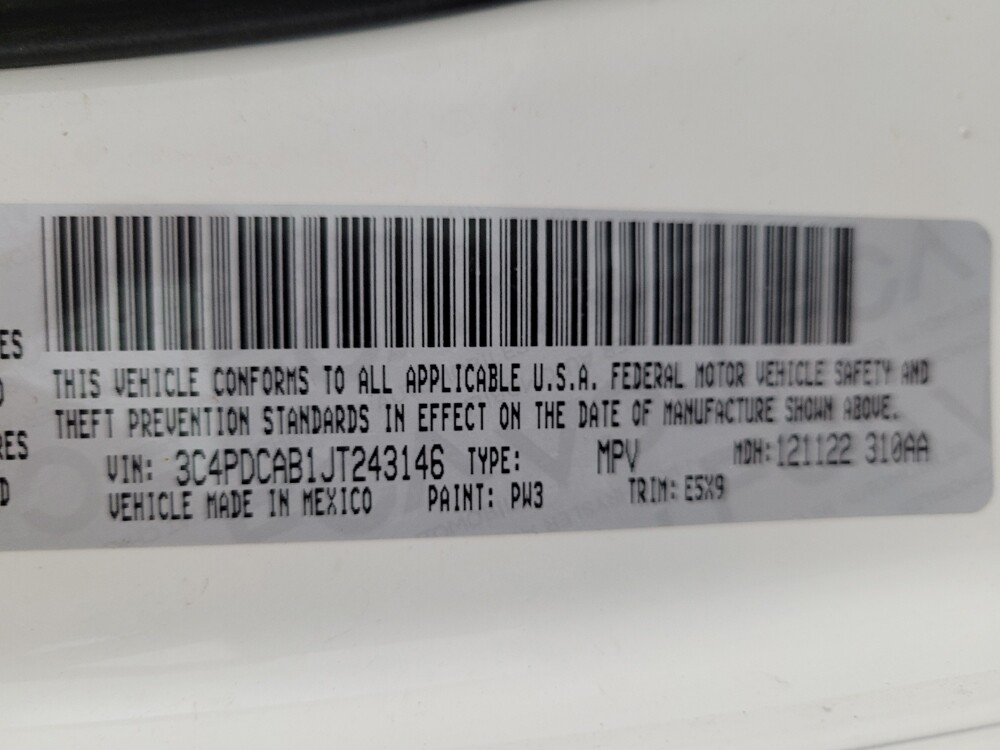 ES
RES
D
THIS VEHICLE CONFORMS TO ALL APPLICABLE U.S.A. FEDERAL MOTOR VEHICLE SAFETY AND
THEFT PREVENTION STANDARDS IN EFFECT ON THE DATE OF MANUFACTURE SHOWN ABOVE.
VIN: 3C4PDCAB1JT243146 TYPE: MPV MDH:121122 310AA
VEHICLE MADE IN MEXICO PAINT: PW3 TRIM: E5X9